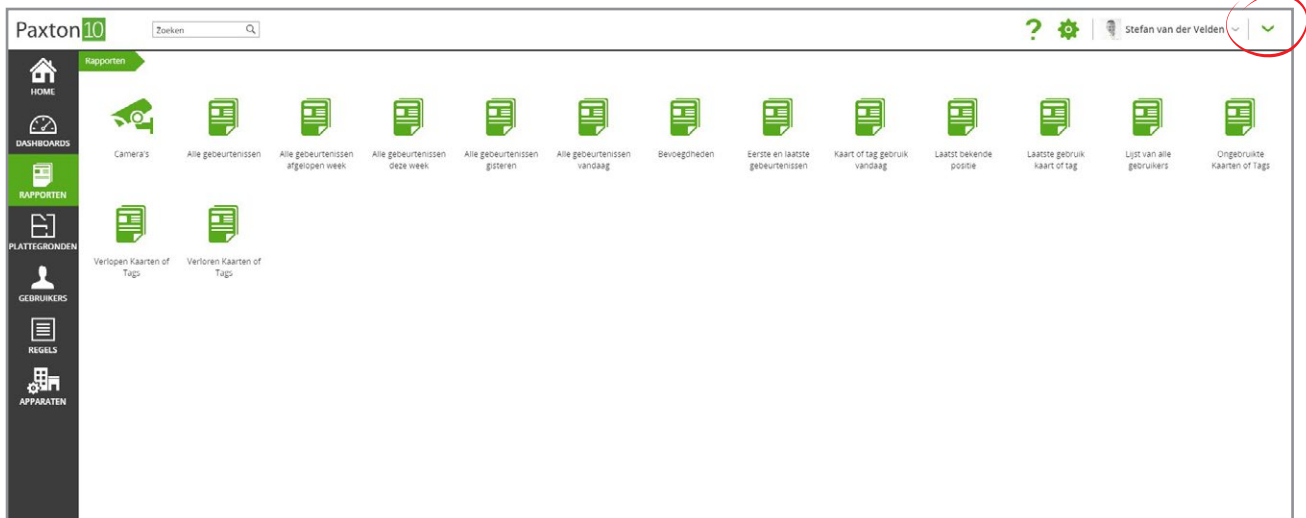 Paxton10
Zoeken
? Stefan van der Velden
Rapporten
HOME
DASHBOARDS
RAPPORTEN
PLATTEGRONDEN
GEBRUIKERS
REGELS
APPARATEN
Camera's
Alle gebeurtenissen
Alle gebeurtenissen
afgelopen week
Alle gebeurtenissen
deze week
Alle gebeurtenissen
gisteren
Alle gebeurtenissen
vandaag
Bevoegdheden
Eerste en laatste
gebeurtenissen
Kaart of tag gebruik
vandaag
Laatst bekende
positie
Laatste gebruik
kaart of tag
Lijst van alle
gebruikers
Ongebruikte
Kaarten of Tags
Verlopen Kaarten of
Tags
Verloren Kaarten of
Tags